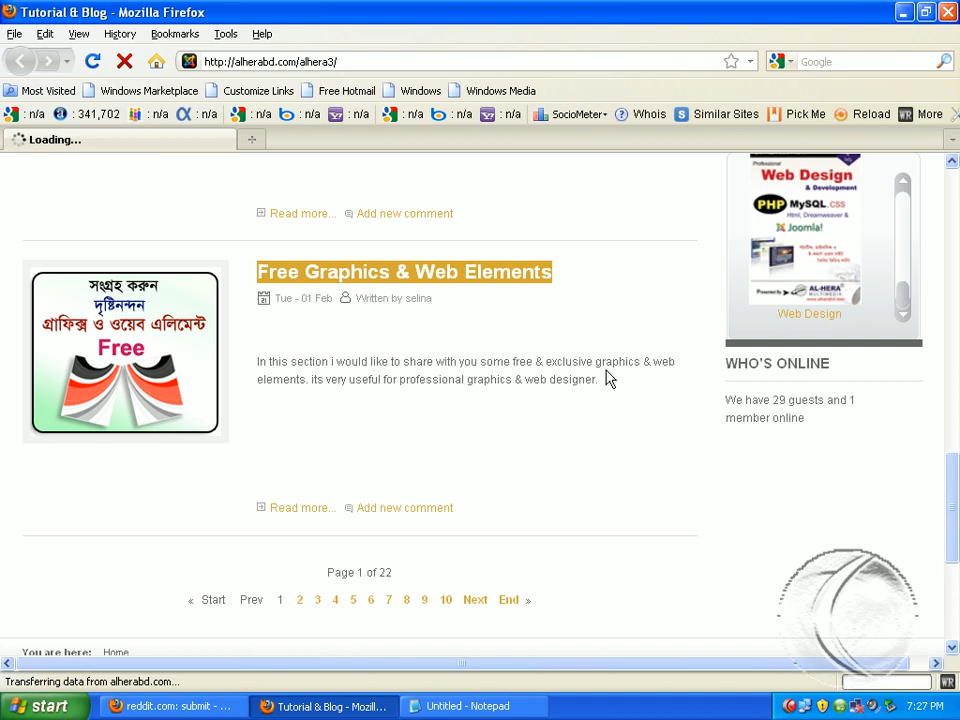 Tutorial & Blog - Mozilla Firefox
File Edit View History Bookmarks Tools Help
http://alherabd.com/alhera3/
Google
Most Visited Windows Marketplace Customize Links Free Hotmail Windows Windows Media
: n/a : 341,702 : n/a : n/a : n/a : n/a : n/a : n/a : n/a : n/a SocioMeter Whois Similar Sites Pick Me Reload WR More
Loading...
Read more... Add new comment
Free Graphics & Web Elements
Tue - 01 Feb Written by selina
In this section i would like to share with you some free & exclusive graphics & web
elements. its very useful for professional graphics & web designer.
Read more... Add new comment
সংগ্রহ করুন
দৃষ্টিনন্দন
গ্রাফিক্স ও ওয়েব এলিমেন্ট
Free
Page 1 of 22
« Start Prev 1 2 3 4 5 6 7 8 9 10 Next End »
You are here: Home
Professional
Web Design
& Development
PHP MySQL.CSS
Html, Dreamweaver &
Joomla!
Powered by AL-HERA
MULTIMEDIA
Web Design
WHO'S ONLINE
We have 29 guests and 1
member online
Transferring data from alherabd.com...
WR
start reddit.com: submit - ... Tutorial & Blog - Mozill... Untitled - Notepad 7:27 PM